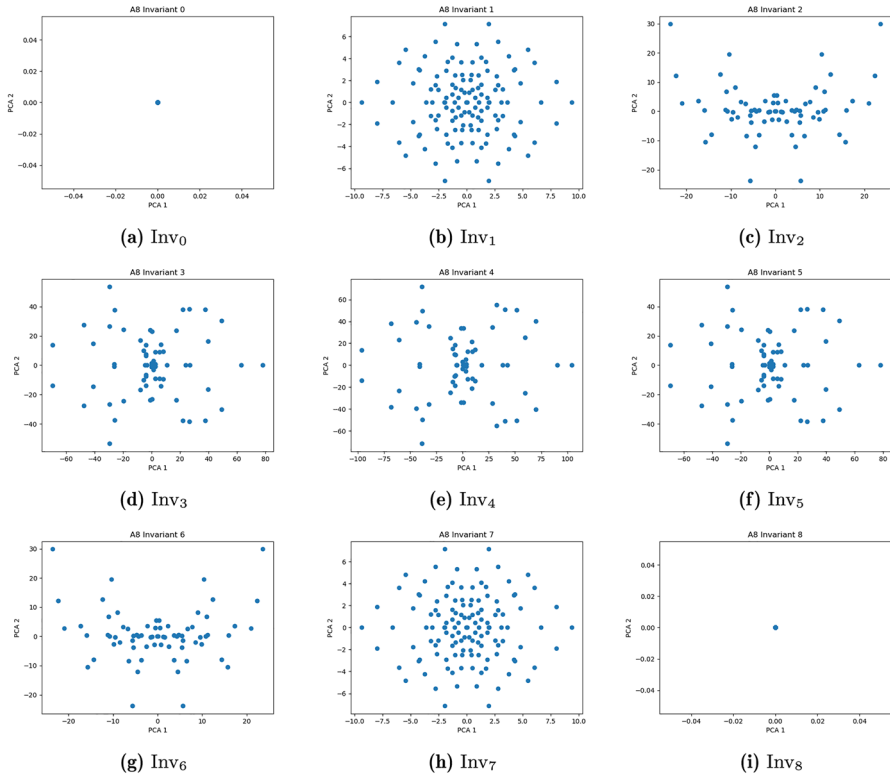 A8 Invariant 0
0.04
0.02
0.00
−0.02
−0.04
PCA 2
−0.04 −0.02 0.00 0.02 0.04
PCA 1
(a) Inv₀
A8 Invariant 1
6
4
2
0
−2
−4
−6
PCA 2
−10.0 −7.5 −5.0 −2.5 0.0 2.5 5.0 7.5 10.0
PCA 1
(b) Inv₁
A8 Invariant 2
30
20
10
0
−10
−20
PCA 2
−20 −10 0 10 20
PCA 1
(c) Inv₂
A8 Invariant 3
40
20
0
−20
−40
PCA 2
−60 −40 −20 0 20 40 60 80
PCA 1
(d) Inv₃
A8 Invariant 4
60
40
20
0
−20
−40
−60
PCA 2
−100 −75 −50 −25 0 25 50 75 100
PCA 1
(e) Inv₄
A8 Invariant 5
40
20
0
−20
−40
PCA 2
−60 −40 −20 0 20 40 60 80
PCA 1
(f) Inv₅
A8 Invariant 6
30
20
10
0
−10
−20
PCA 2
−20 −10 0 10 20
PCA 1
(g) Inv₆
A8 Invariant 7
6
4
2
0
−2
−4
−6
PCA 2
−10.0 −7.5 −5.0 −2.5 0.0 2.5 5.0 7.5 10.0
PCA 1
(h) Inv₇
A8 Invariant 8
0.04
0.02
0.00
−0.02
−0.04
PCA 2
−0.04 −0.02 0.00 0.02 0.04
PCA 1
(i) Inv₈